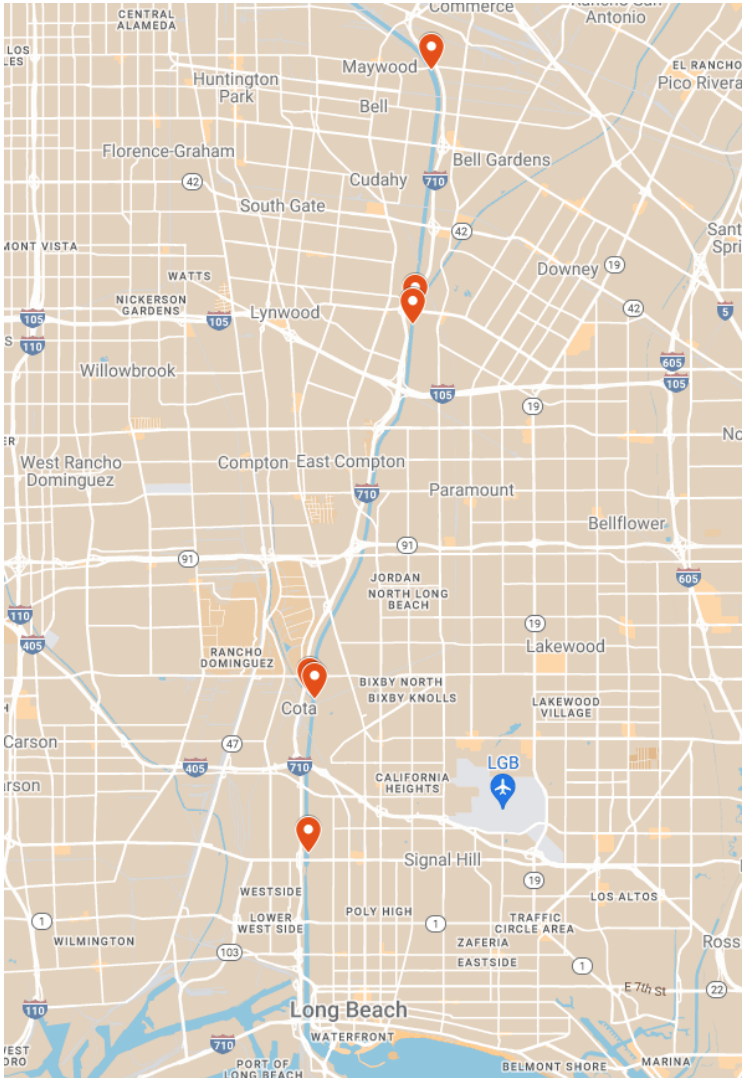 Commerce
CENTRAL
ALAMEDA
San
Antonio
LOS
Maywood
EL RANCHO
Pico Rivera
Huntington
Park
Bell
Florence-Graham
Bell Gardens
42
Cudahy
710
South Gate
42
MONT VISTA
Downey
19
WATTS
NICKERSON
GARDENS
Lynwood
42
105
105
5
110
605
Willowbrook
105
105
19
West Rancho
Dominguez
Compton
East Compton
Paramount
710
Bellflower
91
91
605
JORDAN
NORTH LONG
BEACH
110
19
405
RANCHO
DOMINGUEZ
Lakewood
BIXBY NORTH
BIXBY KNOLLS
Cota
LAKEWOOD
VILLAGE
Carson
47
405
710
LGB
CALIFORNIA
HEIGHTS
Signal Hill
19
WESTSIDE
LOS ALTOS
LOWER
WEST SIDE
POLY HIGH
1
1
TRAFFIC
CIRCLE AREA
WILMINGTON
ZAFERIA
103
EASTSIDE
1
E 7th St
22
110
Long Beach
WATERFRONT
710
PORT OF
LONG BEACH
BELMONT SHORE
MARINA